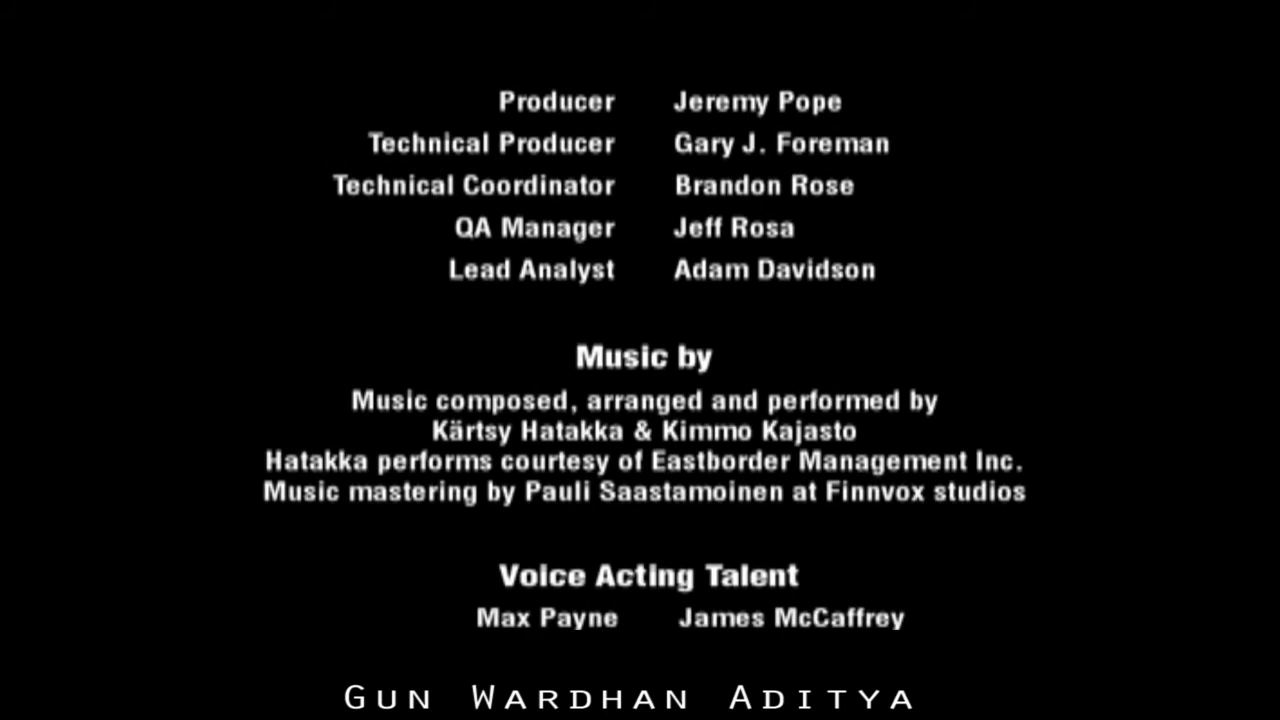 Producer Jeremy Pope
Technical Producer Gary J. Foreman
Technical Coordinator Brandon Rose
QA Manager Jeff Rosa
Lead Analyst Adam Davidson
Music by
Music composed, arranged and performed by
Kärtsy Hatakka & Kimmo Kajasto
Hatakka performs courtesy of Eastborder Management Inc.
Music mastering by Pauli Saastamoinen at Finnvox studios
Voice Acting Talent
Max Payne James McCaffrey
Gun Wardhan Aditya